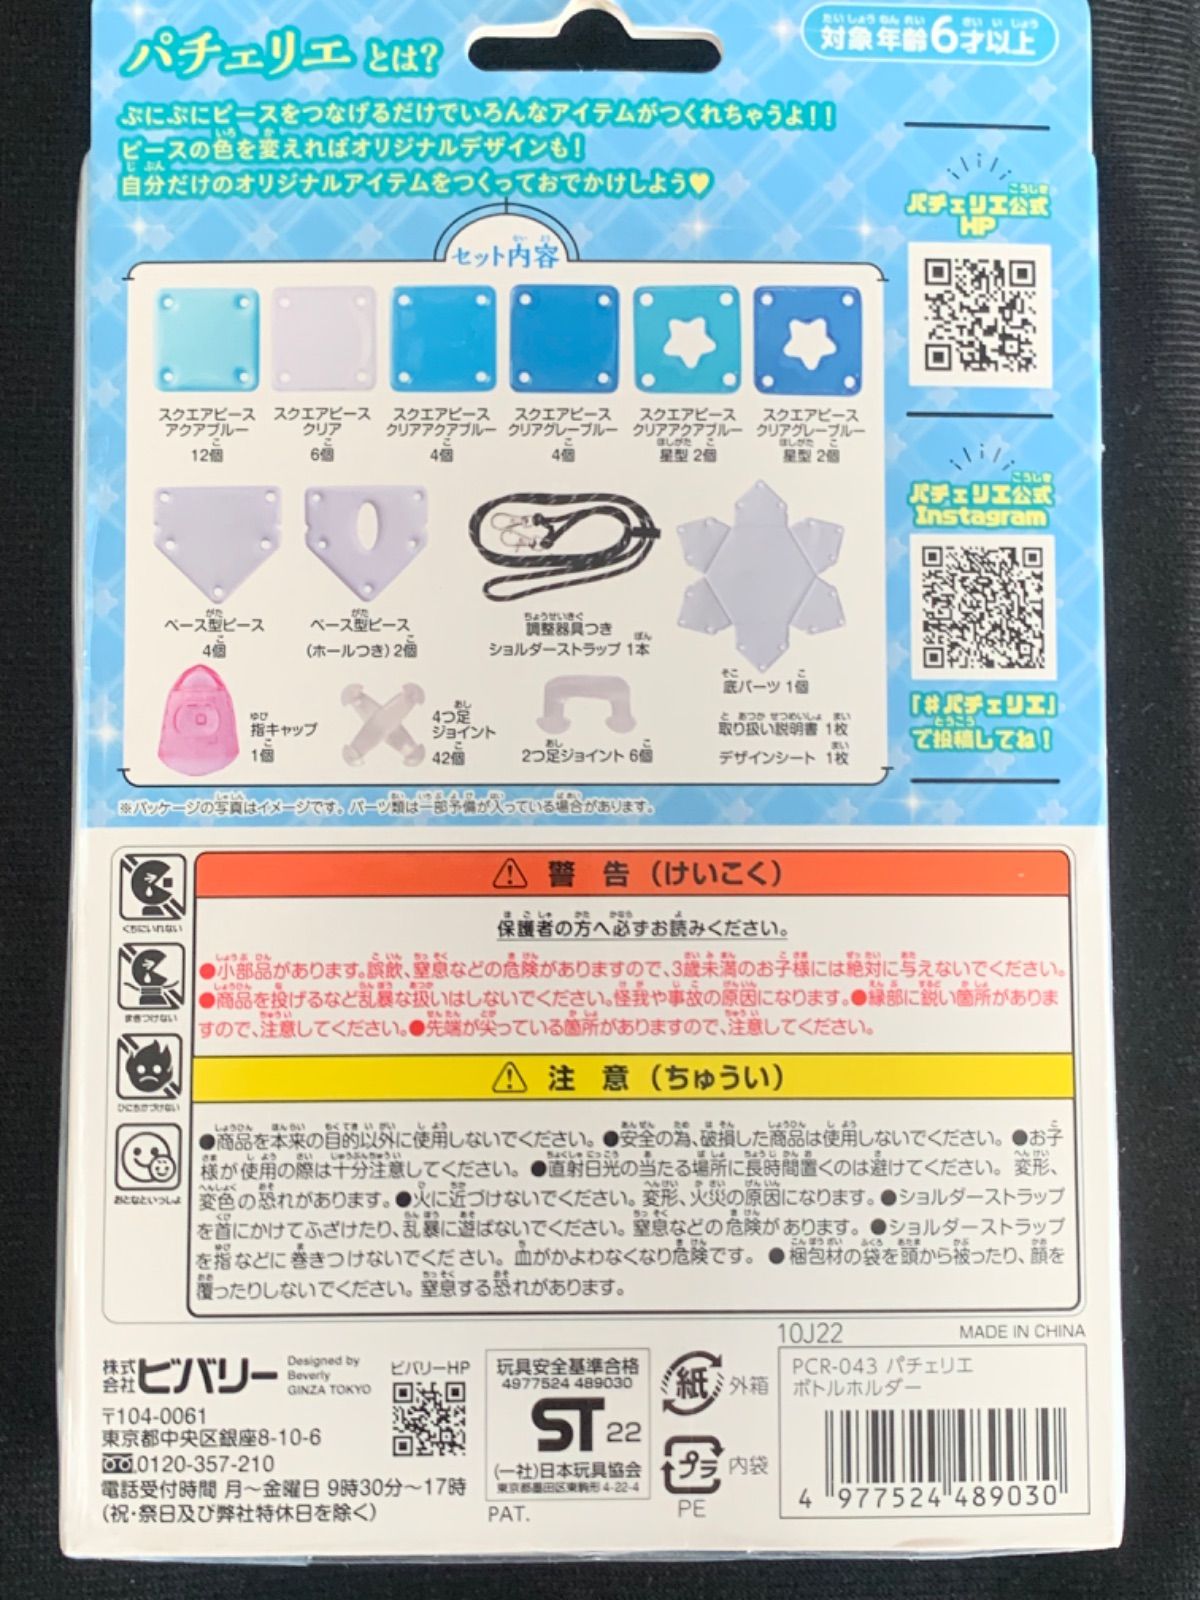 パチェリエとは?
対象年齢6才以上
ぷにぷにピースをつなげるだけでいろんなアイテムがつくれちゃうよ!!
ピースの色を変えればオリジナルデザインも!
自分だけのオリジナルアイテムをつくっておでかけしよう♥
セット内容
スクエアピース
アクアブルー
12個
スクエアピース
クリア
6個
スクエアピース
クリアアクアブルー
4個
スクエアピース
クリアグレーブルー
4個
スクエアピース
クリアアクアブルー
星型 2個
スクエアピース
クリアグレーブルー
星型 2個
ベース型ピース
4個
ベース型ピース
(ホールつき) 2個
調整器具つき
ショルダーストラップ 1本
底パーツ 1個
指キャップ
1個
4つ足
ジョイント
42個
2つ足ジョイント 6個
取り扱い説明書 1枚
デザインシート 1枚
※パッケージの写真はイメージです。パーツ類は一部予備が入っている場合があります。
パチェリエ公式
HP
パチェリエ公式
Instagram
「#パチェリエ」
で投稿してね!
くちにいれない
まきつけない
ひにちかづけない
おとなといっしょ
警告(けいこく)
保護者の方へ必ずお読みください。
●小部品があります。誤飲、窒息などの危険がありますので、3歳未満のお子様には絶対に与えないでください。
●商品を投げるなど乱暴な扱いはしないでください。怪我や事故の原因になります。●縁部に鋭い箇所がありま
すので、注意してください。●先端が尖っている箇所がありますので、注意してください。
注意(ちゅうい)
●商品を本来の目的以外に使用しないでください。●安全の為、破損した商品は使用しないでください。●お子
様が使用の際は十分注意してください。●直射日光の当たる場所に長時間置くのは避けてください。変形、
変色の恐れがあります。●火に近づけないでください。変形、火災の原因になります。●ショルダーストラップ
を首にかけてふざけたり、乱暴に遊ばないでください。窒息などの危険があります。●ショルダーストラップ
を指などに巻きつけないでください。血がかよわなくなり危険です。●梱包材の袋を頭から被ったり、顔を
覆ったりしないでください。窒息する恐れがあります。
10J22
MADE IN CHINA
株式会社ビバリー
Designed by
Beverly
GINZA TOKYO
〒104-0061
東京都中央区銀座8-10-6
0120-357-210
電話受付時間 月〜金曜日 9時30分〜17時
(祝・祭日及び弊社特休日を除く)
ビバリーHP
玩具安全基準合格
4977524 489030
ST 22
(一社)日本玩具協会
東京都墨田区東駒形4-22-4
PAT.
紙 外箱
プラ 内袋
PE
PCR-043 パチェリエ
ボトルホルダー
4 977524 489030